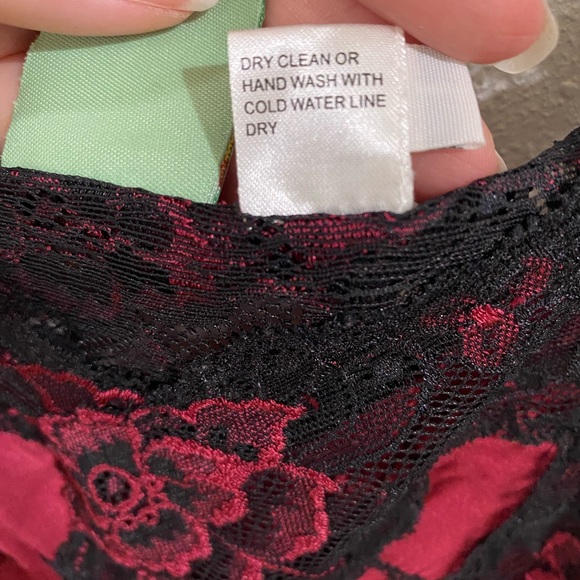 DRY CLEAN OR
HAND WASH WITH
COLD WATER LINE
DRY